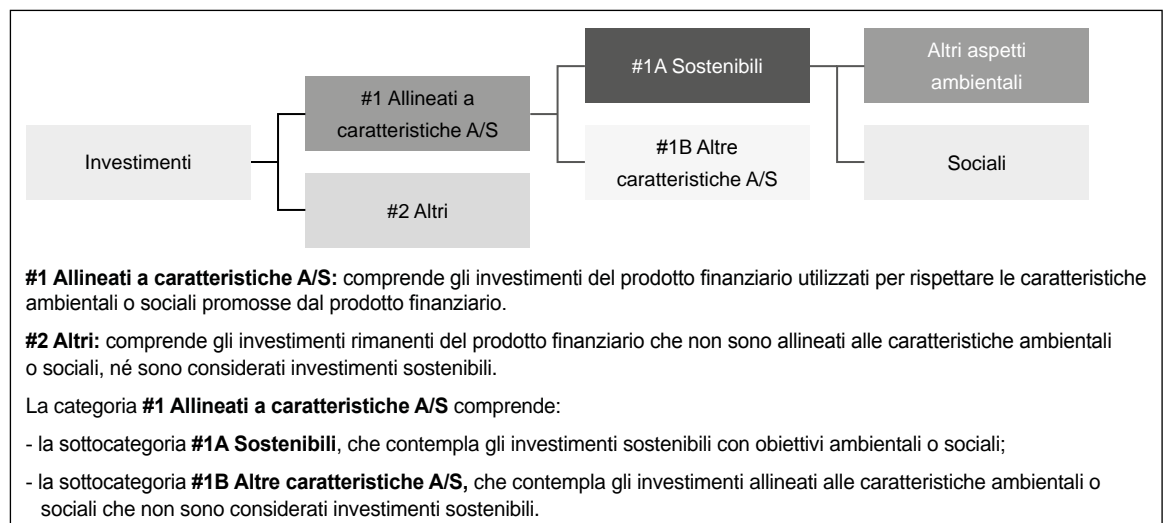 Investimenti
#1 Allineati a
caratteristiche A/S
#2 Altri
#1A Sostenibili
#1B Altre
caratteristiche A/S
Altri aspetti
ambientali
Sociali
#1 Allineati a caratteristiche A/S: comprende gli investimenti del prodotto finanziario utilizzati per rispettare le caratteristiche
ambientali o sociali promosse dal prodotto finanziario.
#2 Altri: comprende gli investimenti rimanenti del prodotto finanziario che non sono allineati alle caratteristiche ambientali
o sociali, né sono considerati investimenti sostenibili.
La categoria #1 Allineati a caratteristiche A/S comprende:
- la sottocategoria #1A Sostenibili, che contempla gli investimenti sostenibili con obiettivi ambientali o sociali;
- la sottocategoria #1B Altre caratteristiche A/S, che contempla gli investimenti allineati alle caratteristiche ambientali o
sociali che non sono considerati investimenti sostenibili.